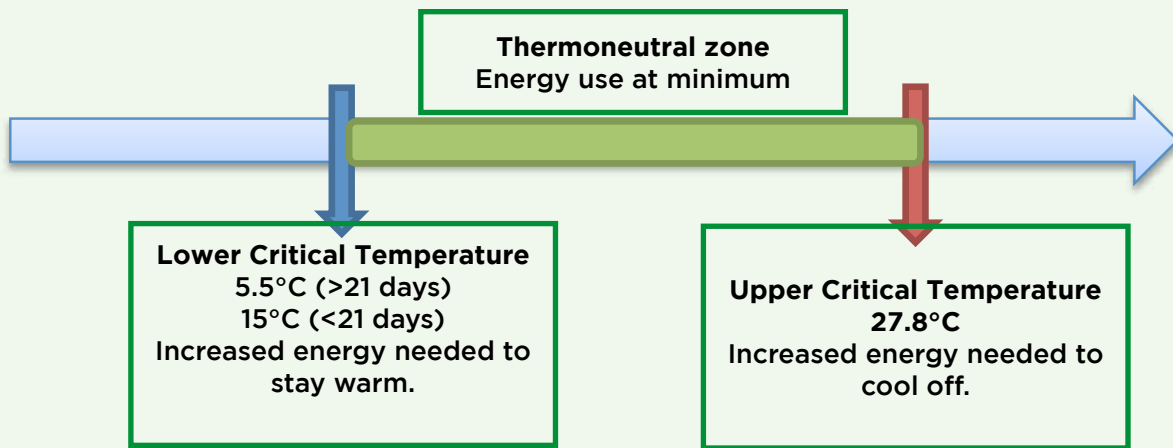 Thermoneutral zone
Energy use at minimum
Lower Critical Temperature
5.5°C (>21 days)
15°C (<21 days)
Increased energy needed to
stay warm.
Upper Critical Temperature
27.8°C
Increased energy needed to
cool off.